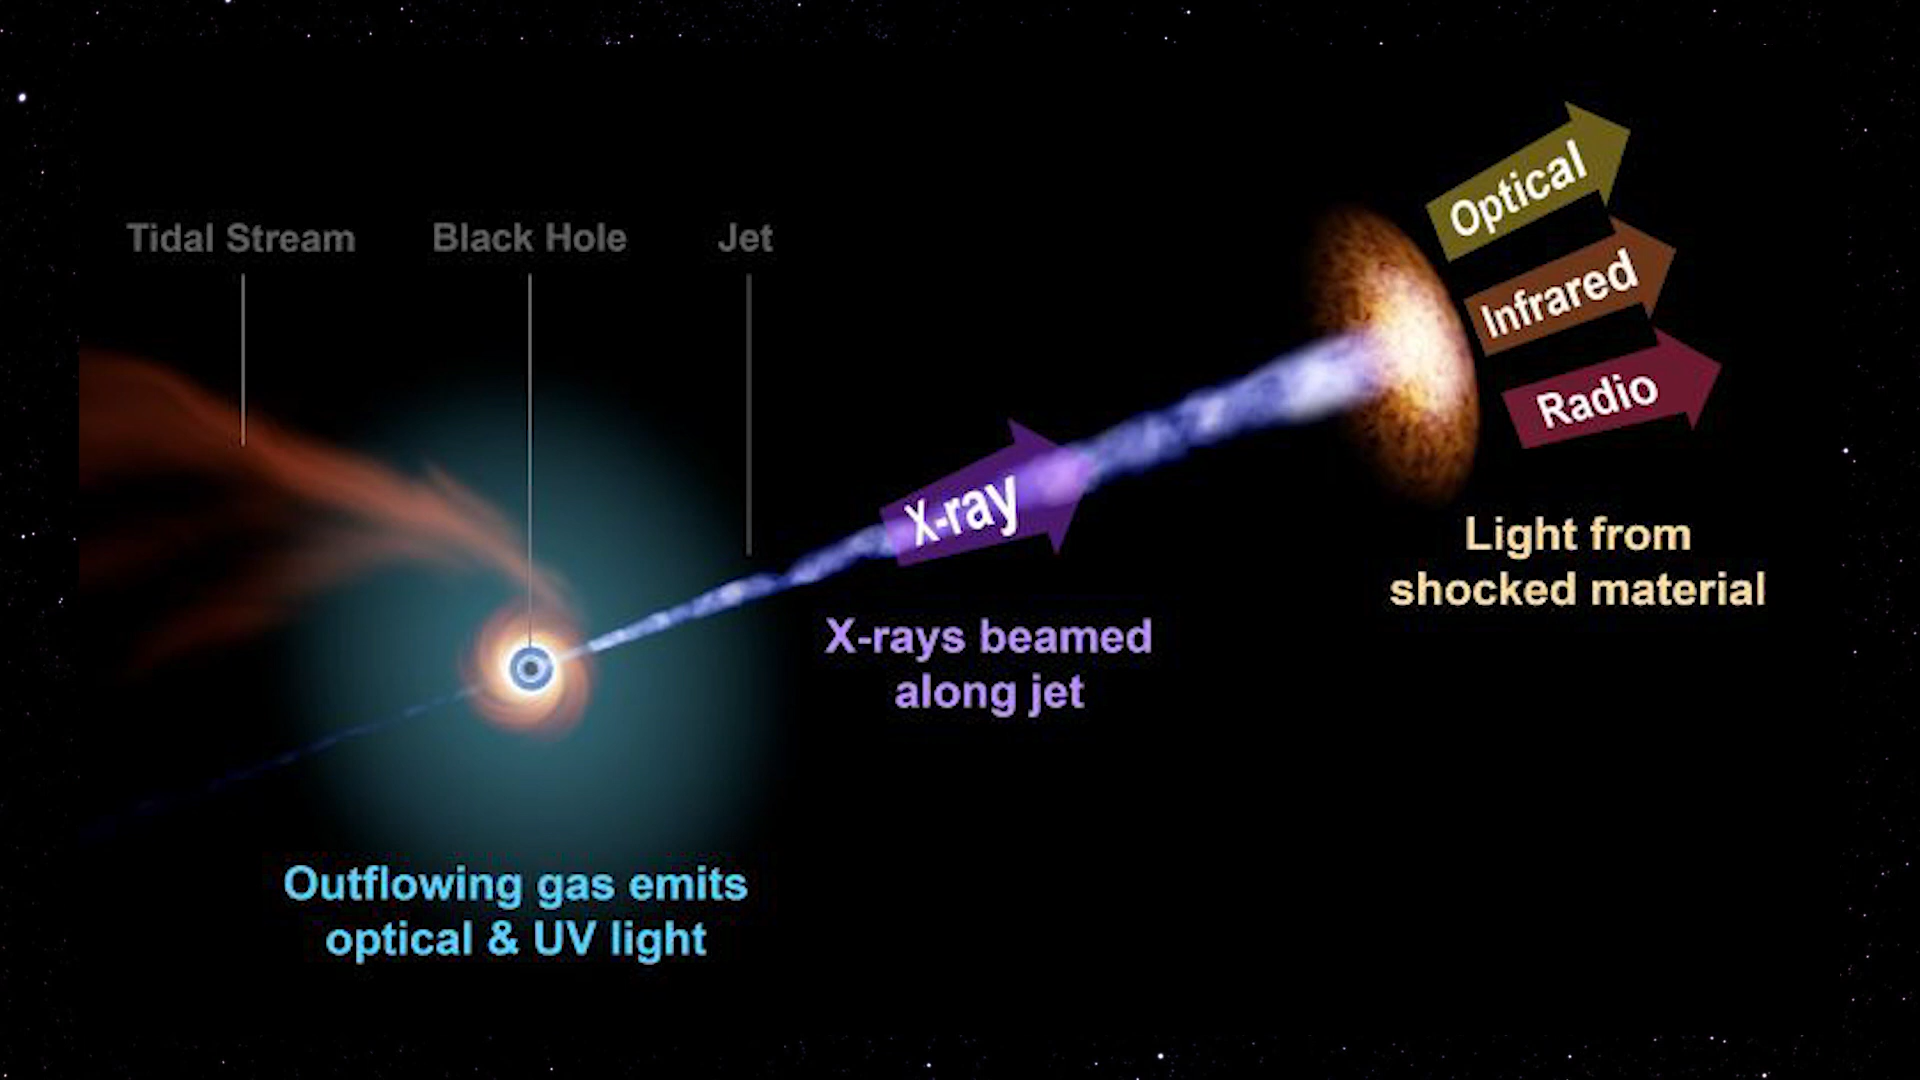 Tidal Stream
Black Hole
Jet
Optical
Infrared
Radio
X-ray
Light from
shocked material
X-rays beamed
along jet
Outflowing gas emits
optical & UV light